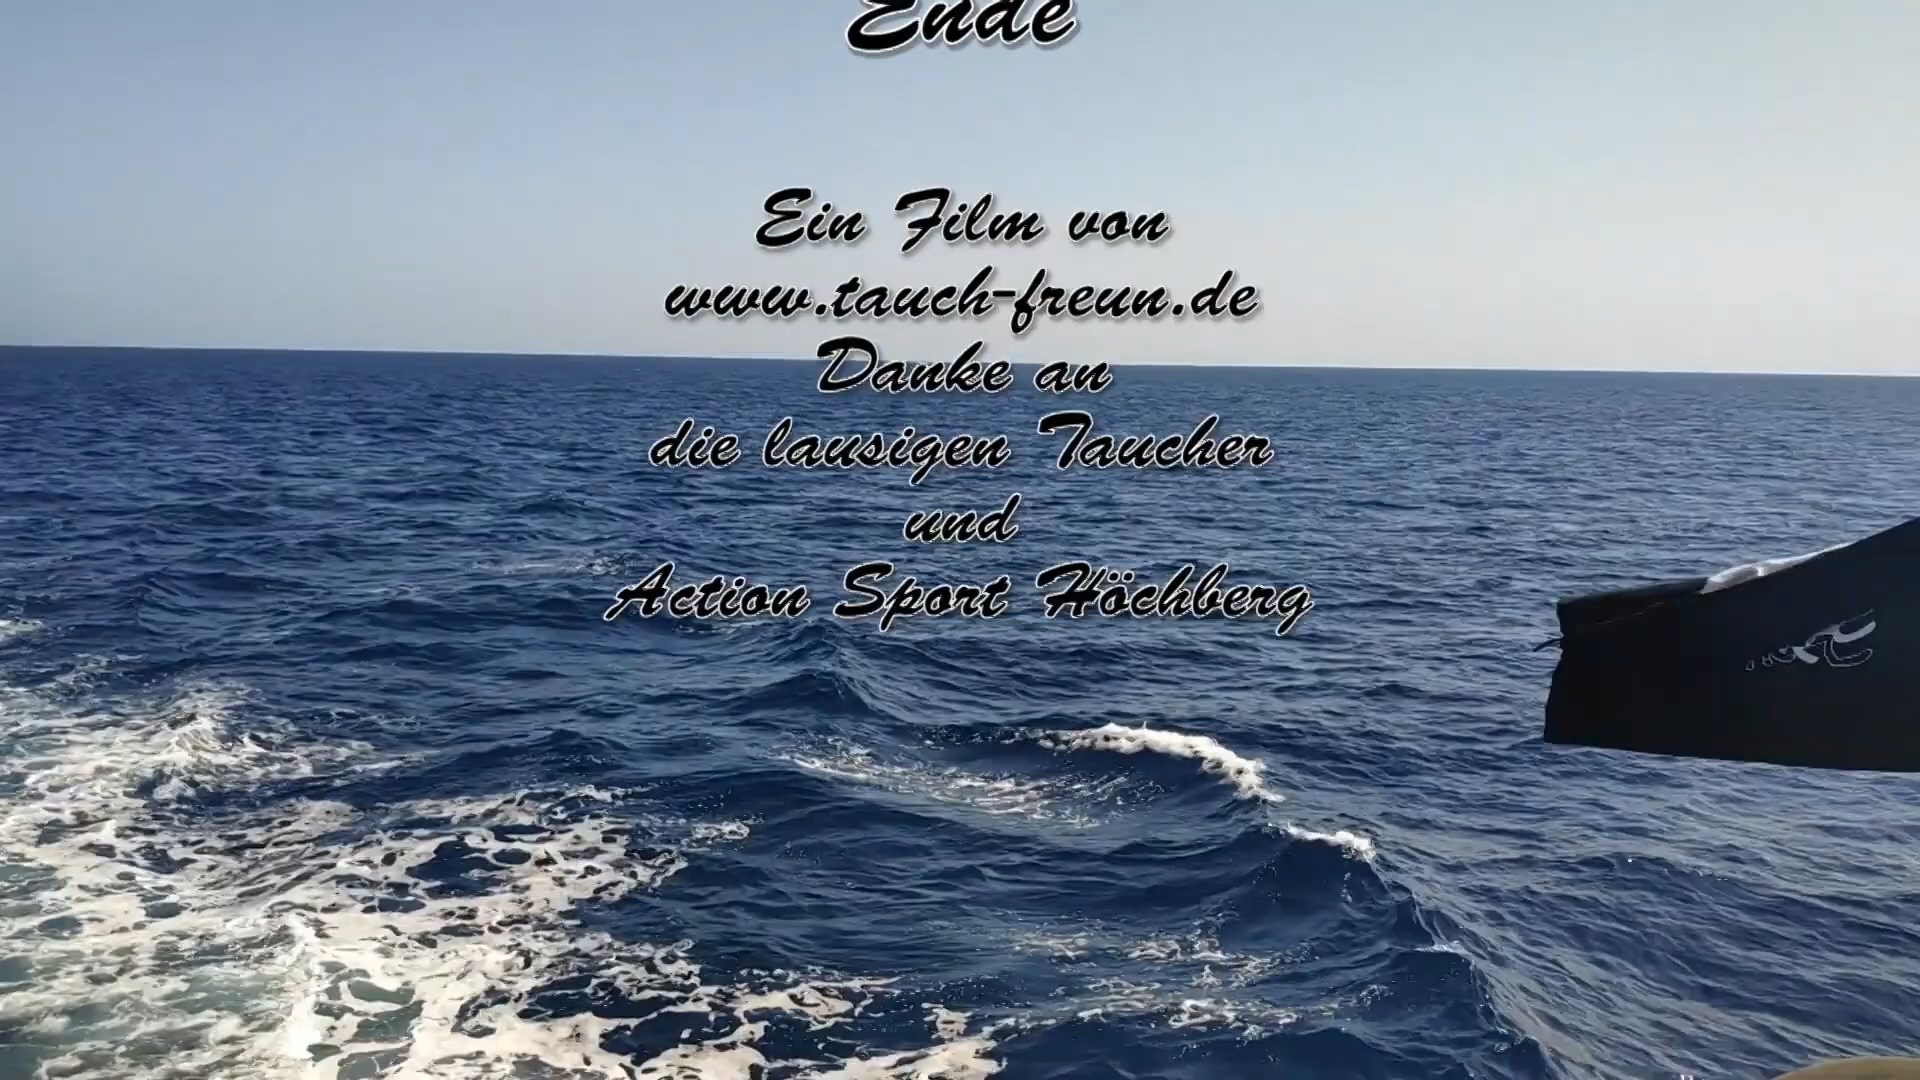 Ende
Ein Film von
www.tauch-freun.de
Danke an
die lausigen Taucher
und
Action Sport Höchberg